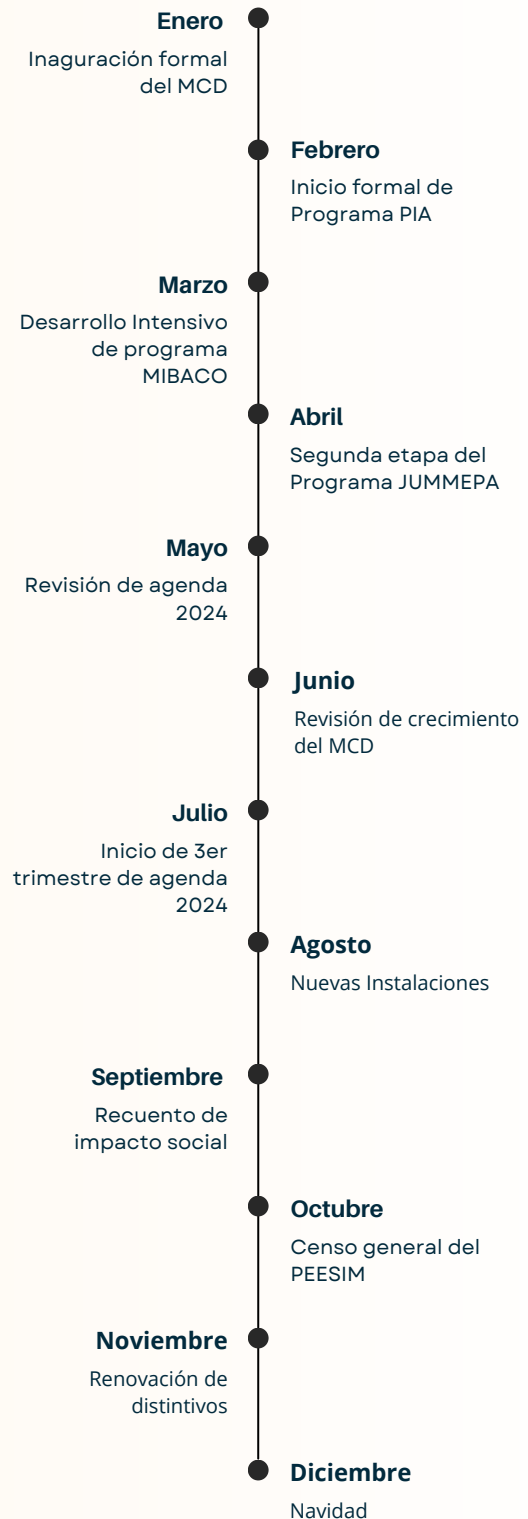 Enero
Inaguración formal
del MCD
Febrero
Inicio formal de
Programa PIA
Marzo
Desarrollo Intensivo
de programa
MIBACO
Abril
Segunda etapa del
Programa JUMMEPA
Mayo
Revisión de agenda
2024
Junio
Revisión de crecimiento
del MCD
Julio
Inicio de 3er
trimestre de agenda
2024
Agosto
Nuevas Instalaciones
Septiembre
Recuento de
impacto social
Octubre
Censo general del
PEESIM
Noviembre
Renovación de
distintivos
Diciembre
Navidad